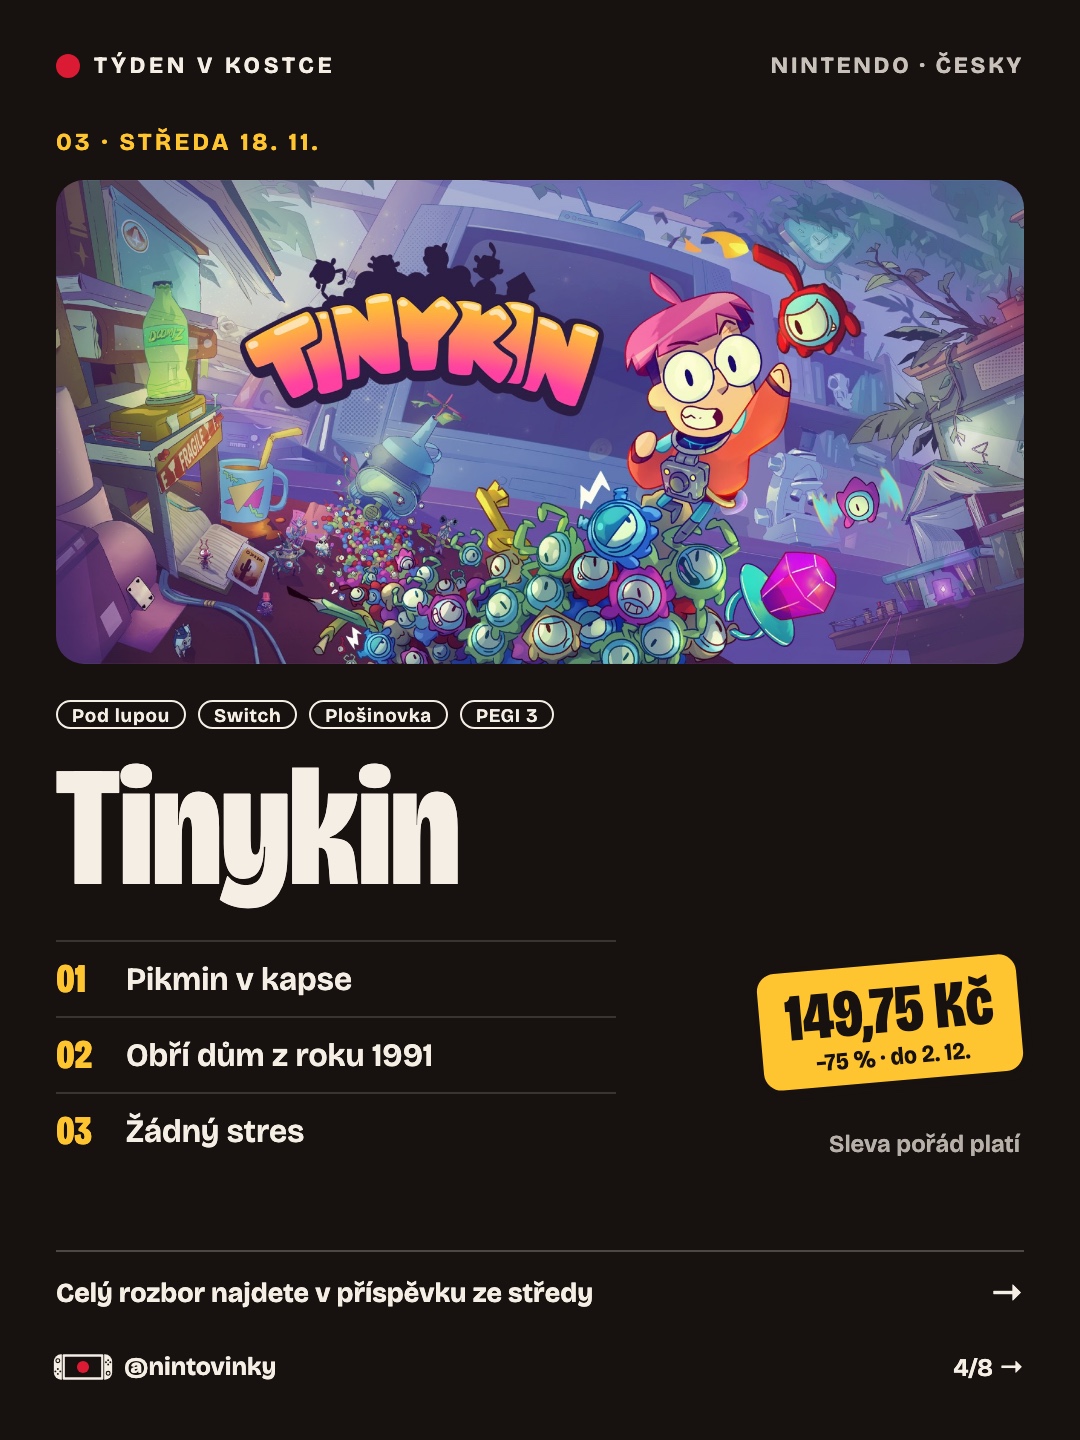 TÝDEN V KOSTCE
NINTENDO · ČESKY
03 · STŘEDA 18. 11.
TINYKIN
FRAGILE
Pod lupou
Switch
Plošinovka
PEGI 3
Tinykin
01 Pikmin v kapse
02 Obří dům z roku 1991
03 Žádný stres
149,75 Kč
-75 % · do 2. 12.
Sleva pořád platí
Celý rozbor najdete v příspěvku ze středy →
@nintovinky
4/8 →